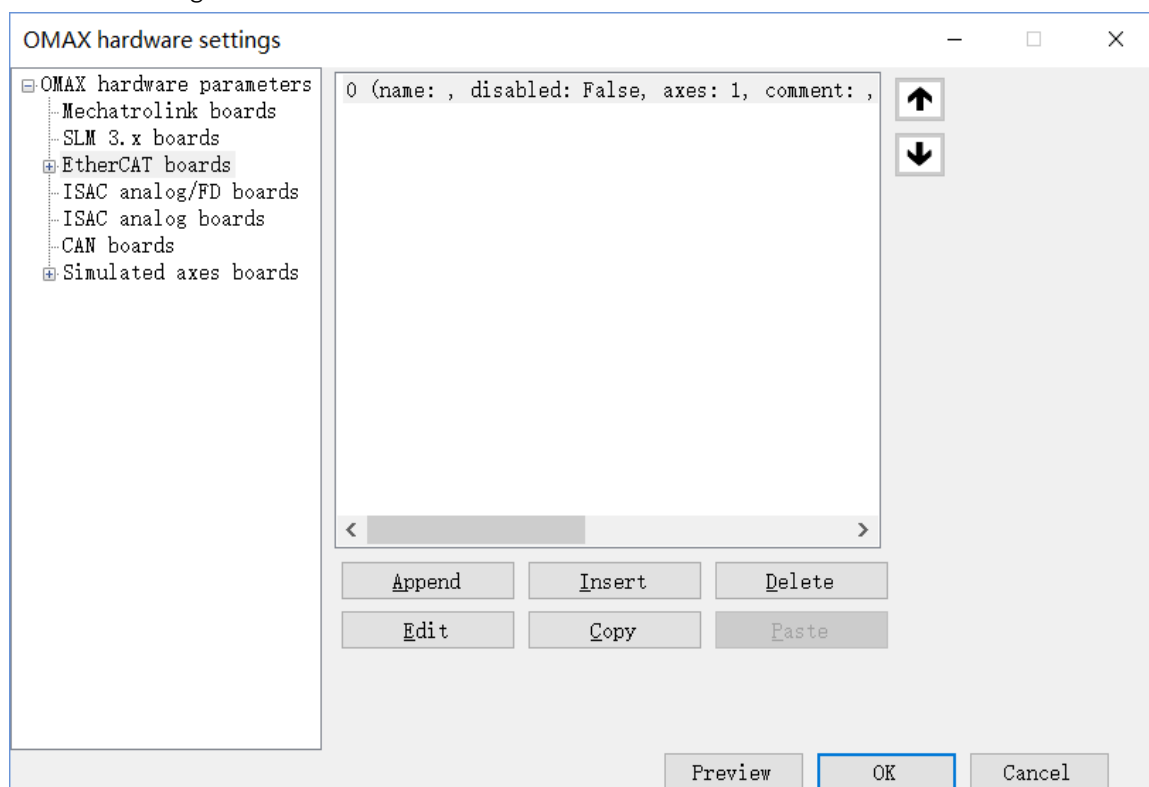 OMAX hardware settings
OMAX hardware parameters
Mechatrolink boards
SLM 3.x boards
EtherCAT boards
ISAC analog/FD boards
ISAC analog boards
CAN boards
Simulated axes boards
0 (name: , disabled: False, axes: 1, comment: ,
Append Insert Delete
Edit Copy Paste
Preview OK Cancel